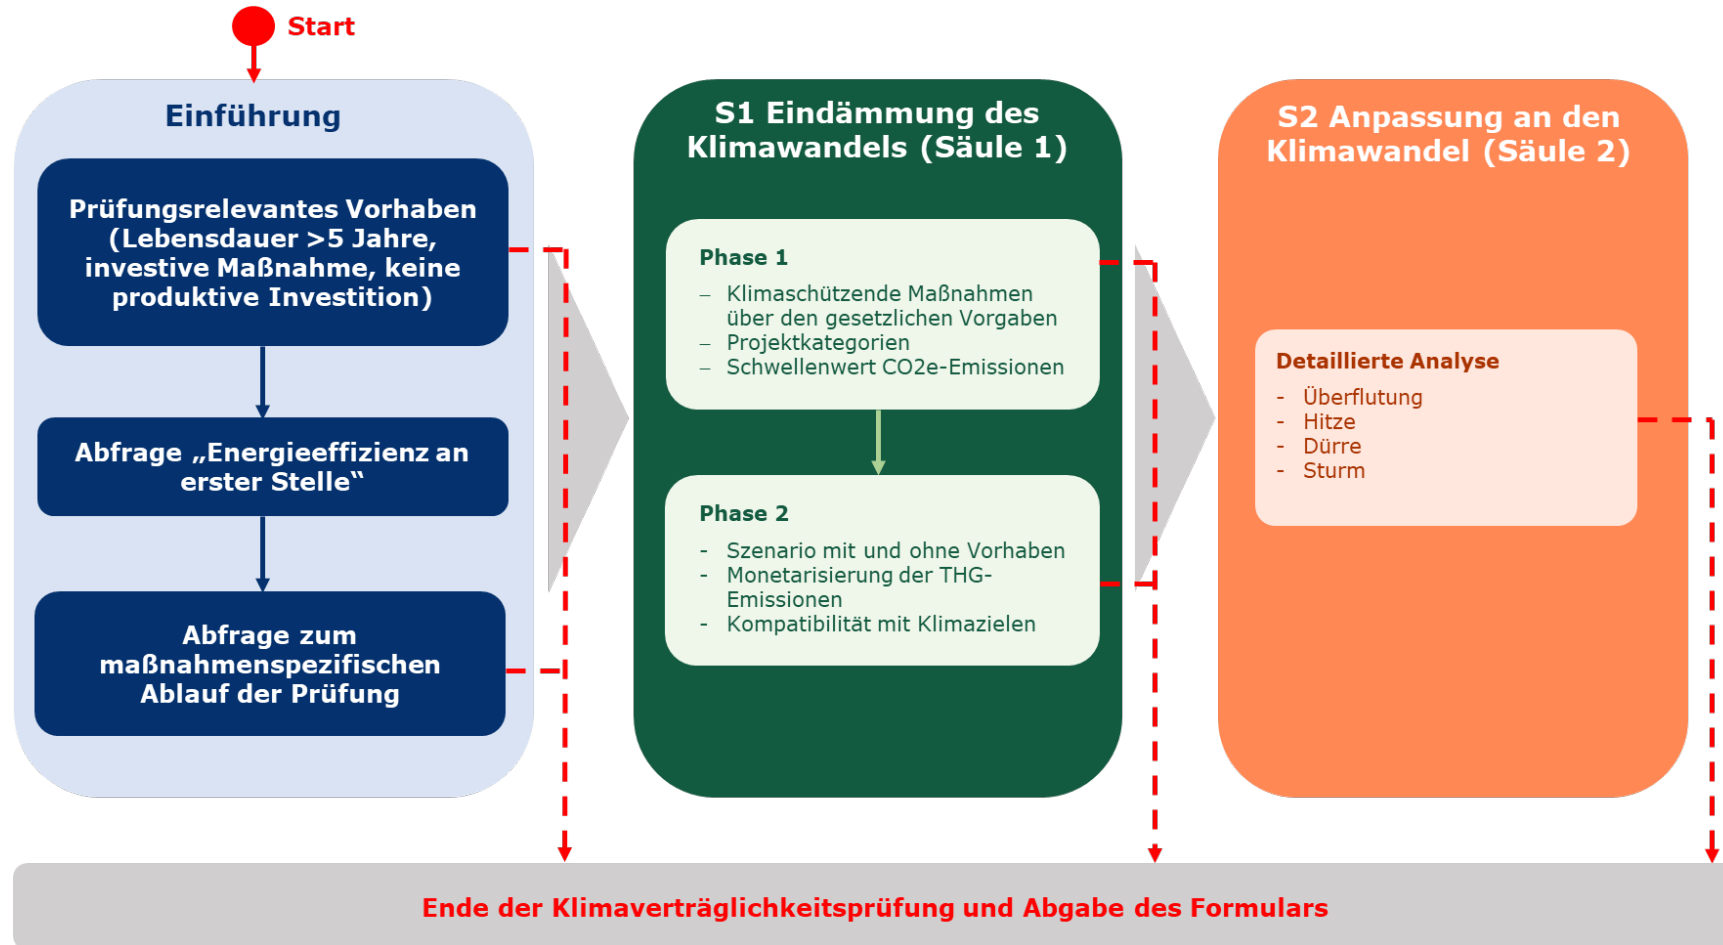 Start
Einführung
Prüfungsrelevantes Vorhaben
(Lebensdauer >5 Jahre,
investive Maßnahme, keine
produktive Investition)
Abfrage „Energieeffizienz an
erster Stelle“
Abfrage zum
maßnahmenspezifischen
Ablauf der Prüfung
S1 Eindämmung des
Klimawandels (Säule 1)
Phase 1
– Klimaschützende Maßnahmen
über den gesetzlichen Vorgaben
– Projektkategorien
– Schwellenwert CO2e-Emissionen
Phase 2
- Szenario mit und ohne Vorhaben
- Monetarisierung der THG-
Emissionen
- Kompatibilität mit Klimazielen
S2 Anpassung an den
Klimawandel (Säule 2)
Detaillierte Analyse
- Überflutung
- Hitze
- Dürre
- Sturm
Ende der Klimaverträglichkeitsprüfung und Abgabe des Formulars